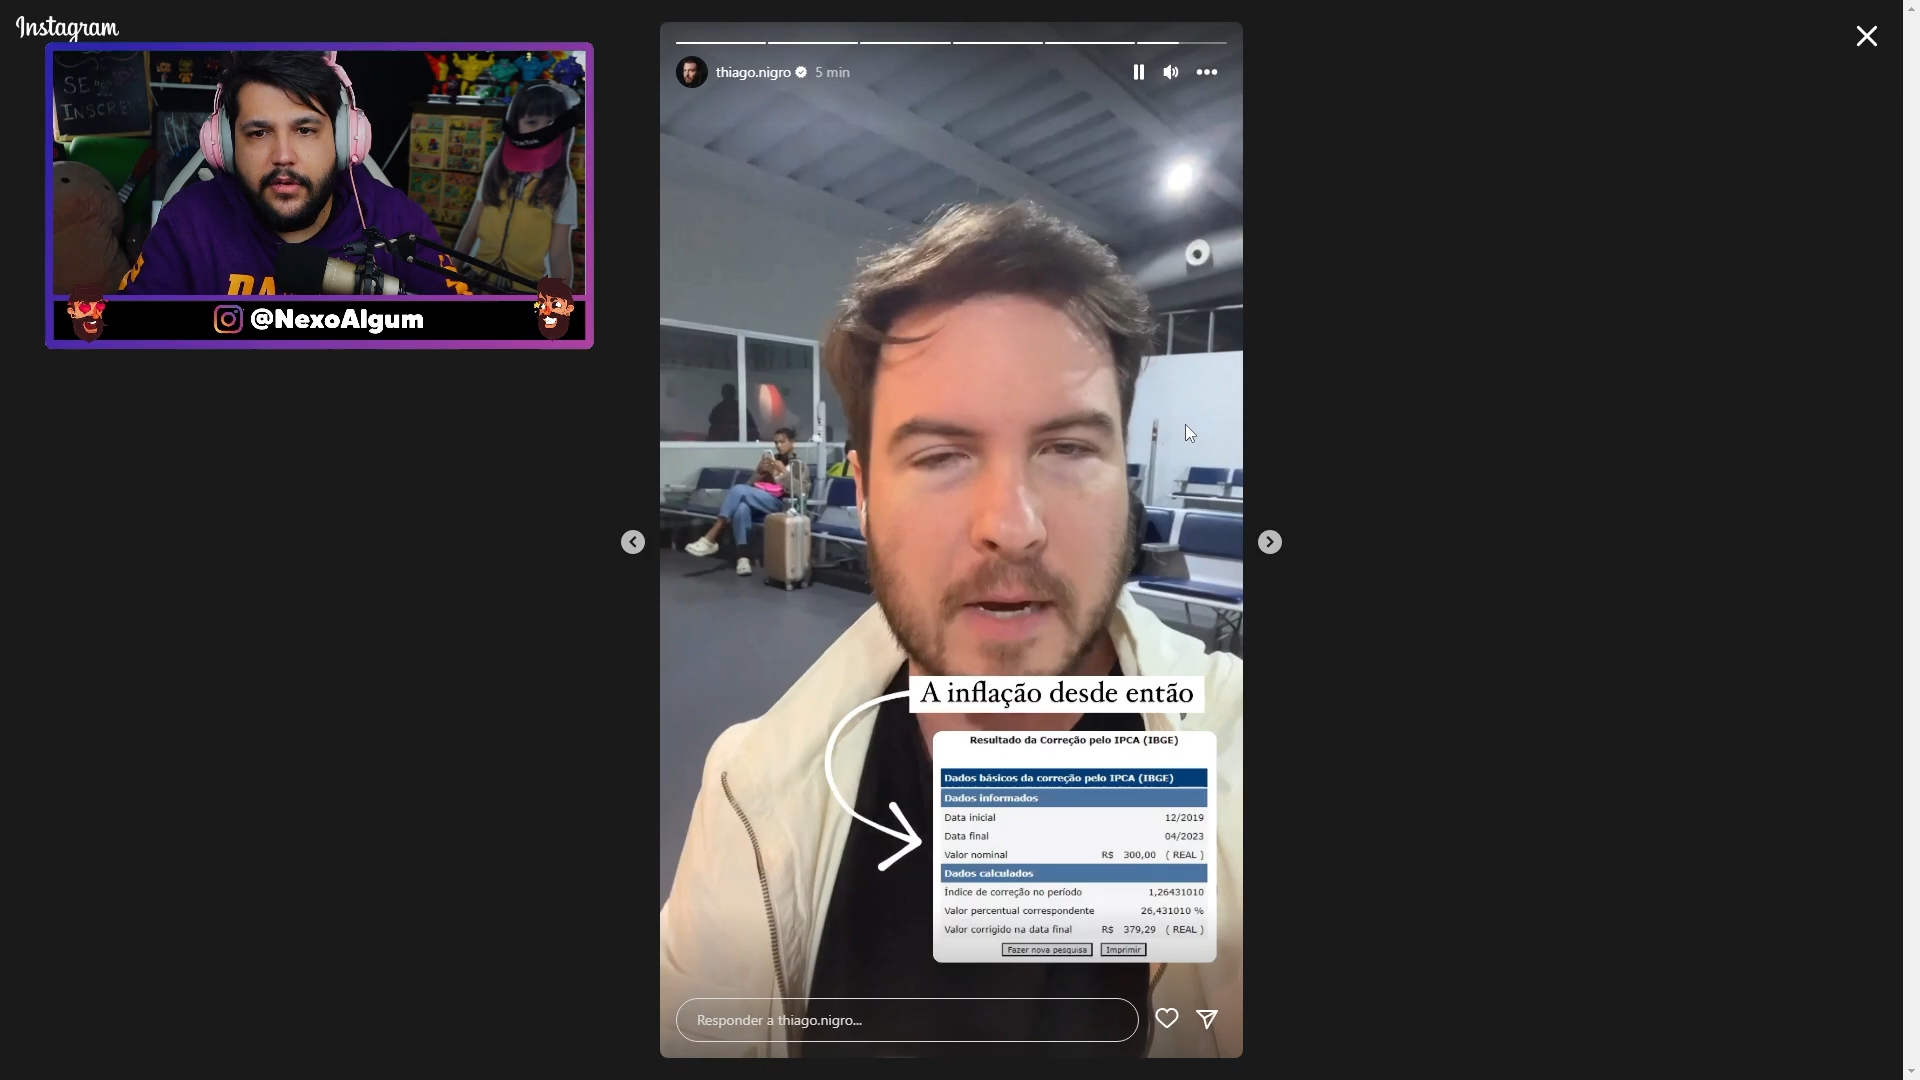 Instagram
SE
INSCREV
@NexoAlgum
thiago.nigro 5 min
A inflação desde então
Resultado da Correção pelo IPCA (IBGE)
Dados básicos da correção pelo IPCA (IBGE)
Dados informados
Data inicial 12/2019
Data final 04/2023
Valor nominal R$ 300,00 ( REAL )
Dados calculados
Índice de correção no período 1,26431010
Valor percentual correspondente 26,431010 %
Valor corrigido na data final R$ 379,29 ( REAL )
Fazer nova pesquisa Imprimir
Responder a thiago.nigro...